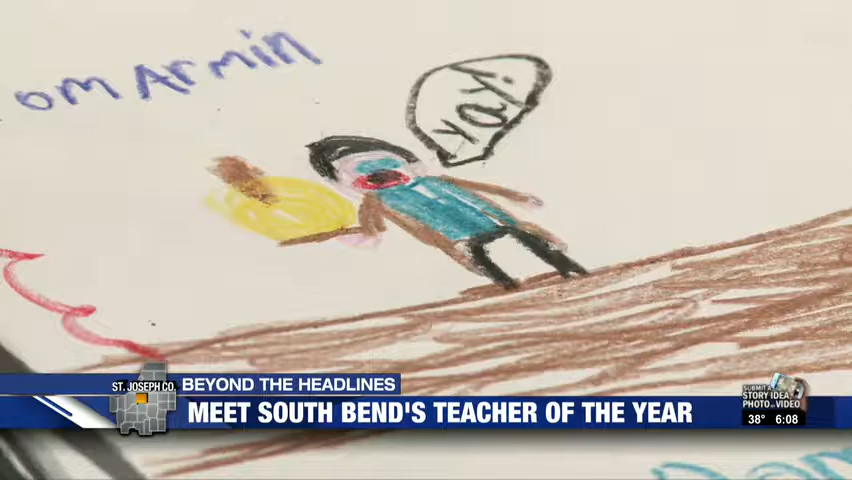 om Armin
ST. JOSEPH CO.
BEYOND THE HEADLINES
MEET SOUTH BEND'S TEACHER OF THE YEAR
SUBMIT A
STORY IDEA
PHOTO OR VIDEO
38° 6:08